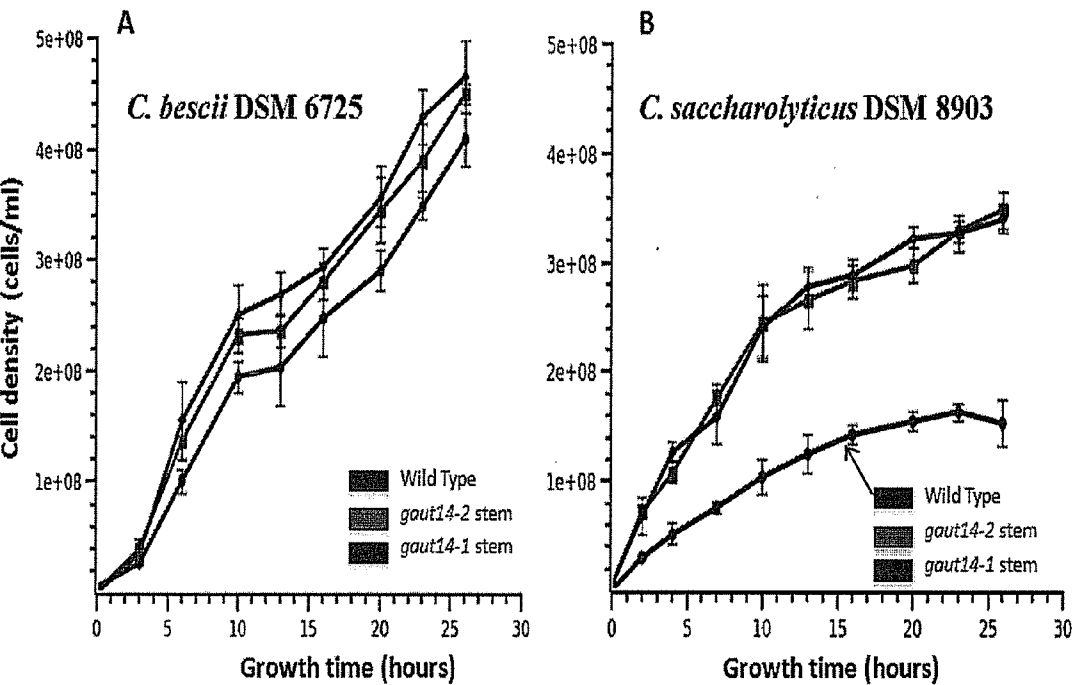 A
C. bescii DSM 6725
Cell density (cells/ml)
5e+08
4e+08
3e+08
2e+08
1e+08
Wild Type
gaut14-2 stem
gaut14-1 stem
0 5 10 15 20 25 30
Growth time (hours)
B
C. saccharolyticus DSM 8903
5e+08
4e+08
3e+08
2e+08
1e+08
Wild Type
gaut14-2 stem
gaut14-1 stem
0 5 10 15 20 25 30
Growth time (hours)